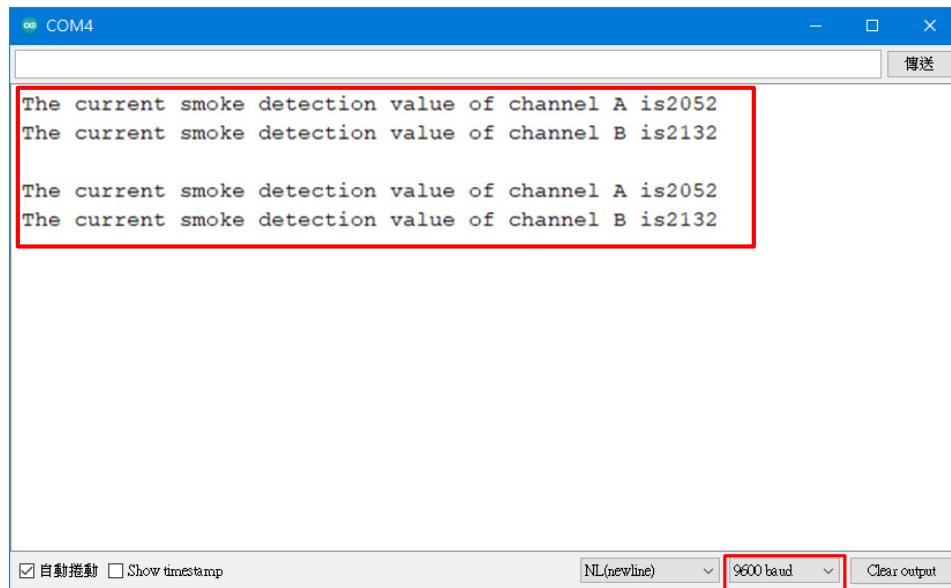 COM4
傳送
The current smoke detection value of channel A is2052
The current smoke detection value of channel B is2132
The current smoke detection value of channel A is2052
The current smoke detection value of channel B is2132
自動捲動 Show timestamp NL(newline) 9600 baud Clear output